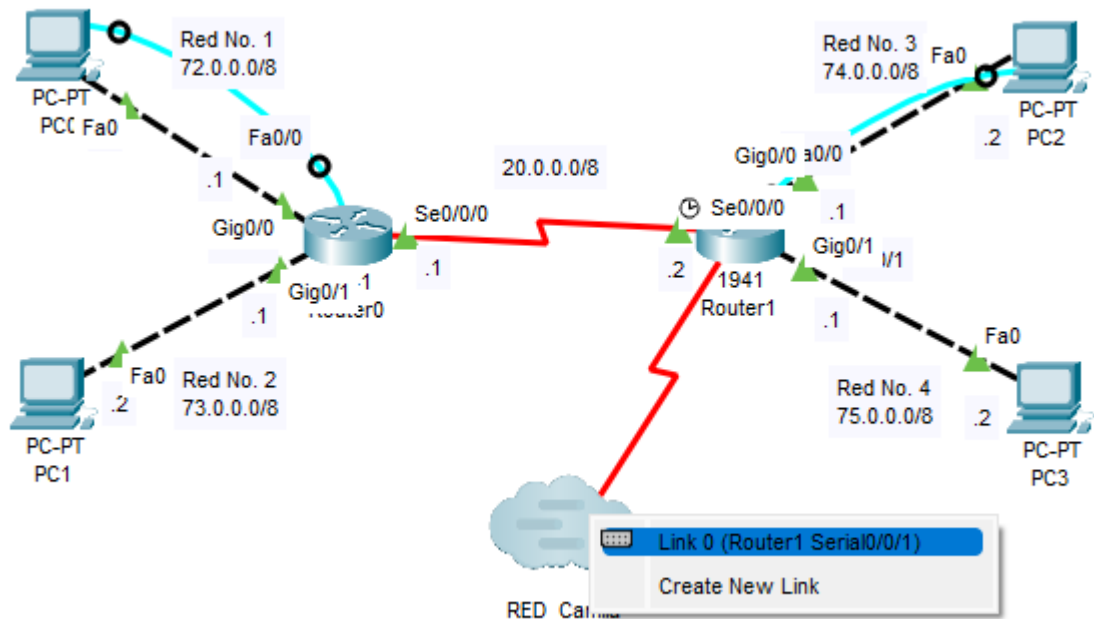 Red No. 1
72.0.0.0/8
PC-PT
Fa0
Fa0/0
.1
Gig0/0
20.0.0.0/8
Se0/0/0
.1
Gig0/1
.1
Fa0
Red No. 2
73.0.0.0/8
.2
PC-PT
PC1
Red No. 3
74.0.0.0/8
Fa0
PC-PT
PC2
.2
Gig0/0
a0/0
Se0/0/0
.1
Gig0/1
.2
1941
Router1
.1
Fa0
Red No. 4
75.0.0.0/8
.2
PC-PT
PC3
Link 0 (Router1 Serial0/0/1)
Create New Link
RED